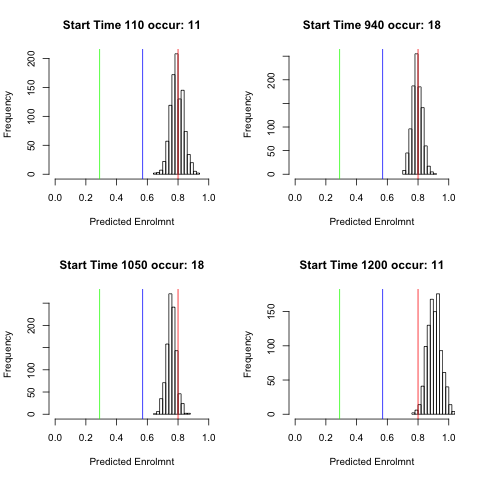 Start Time 110 occur: 11
Frequency
0 50 100 150 200
0.0 0.2 0.4 0.6 0.8 1.0
Predicted Enrolmnt
Start Time 940 occur: 18
Frequency
0 50 100 200
0.0 0.2 0.4 0.6 0.8 1.0
Predicted Enrolmnt
Start Time 1050 occur: 18
Frequency
0 50 100 200
0.0 0.2 0.4 0.6 0.8 1.0
Predicted Enrolmnt
Start Time 1200 occur: 11
Frequency
0 50 100 150
0.0 0.2 0.4 0.6 0.8 1.0
Predicted Enrolmnt